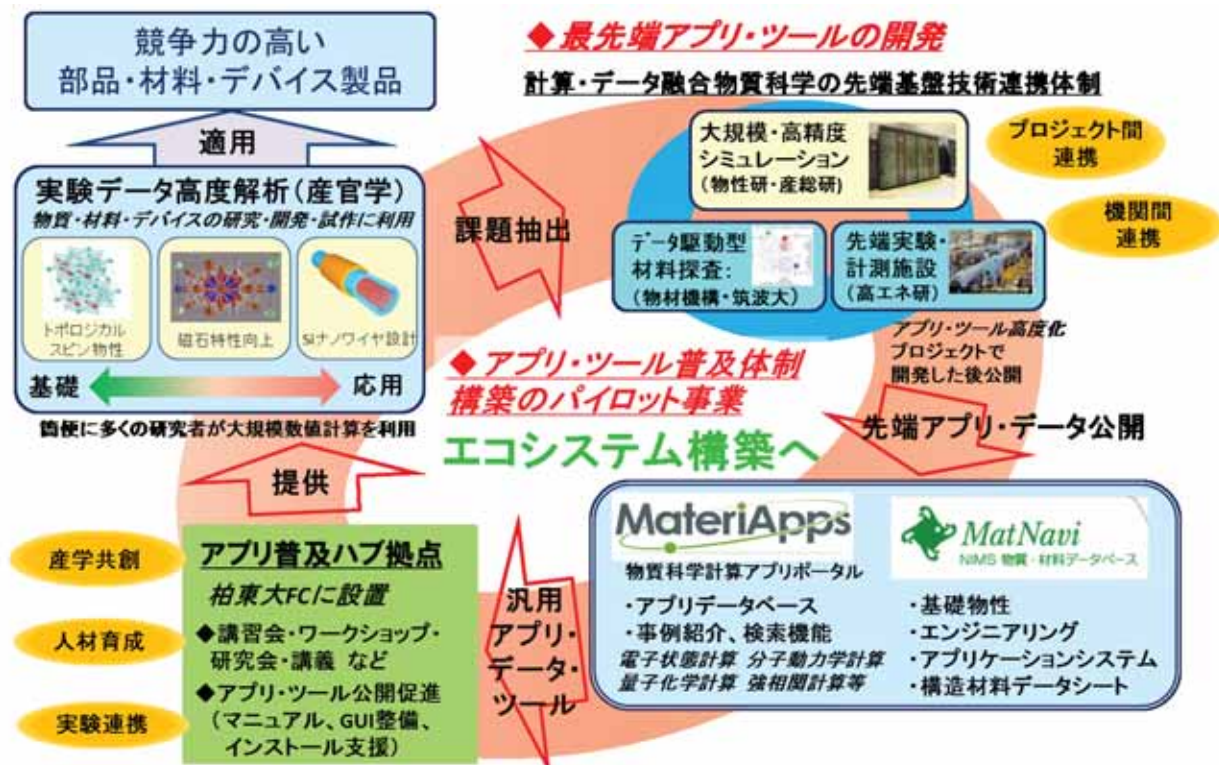 競争力の高い
部品・材料・デバイス製品
適用
実験データ高度解析(産官学)
物質・材料・デバイスの研究・開発・試作に利用
トポロジカル
スピン物性
磁石特性向上
Siナノワイヤ設計
基礎
応用
簡便に多くの研究者が大規模数値計算を利用
提供
◆最先端アプリ・ツールの開発
計算・データ融合物質科学の先端基盤技術連携体制
大規模・高精度
シミュレーション
(物性研・産総研)
プロジェクト間
連携
機関間
連携
課題抽出
データ駆動型
材料探査:
(物材機構・筑波大)
先端実験・
計測施設
(高エネ研)
アプリ・ツール高度化
プロジェクトで
開発した後公開
◆アプリ・ツール普及体制
構築のパイロット事業
エコシステム構築へ
先端アプリ・データ公開
MateriApps
物質科学計算アプリポータル
・アプリデータベース
・事例紹介、検索機能
電子状態計算 分子動力学計算
量子化学計算 強相関計算等
MatNavi
NIMS 物質・材料データベース
・基礎物性
・エンジニアリング
・アプリケーションシステム
・構造材料データシート
汎用
アプリ・
データ・
ツール
産学共創
人材育成
実験連携
アプリ普及ハブ拠点
柏東大FCに設置
◆講習会・ワークショップ・
研究会・講義 など
◆アプリ・ツール公開促進
(マニュアル、GUI整備、
インストール支援)